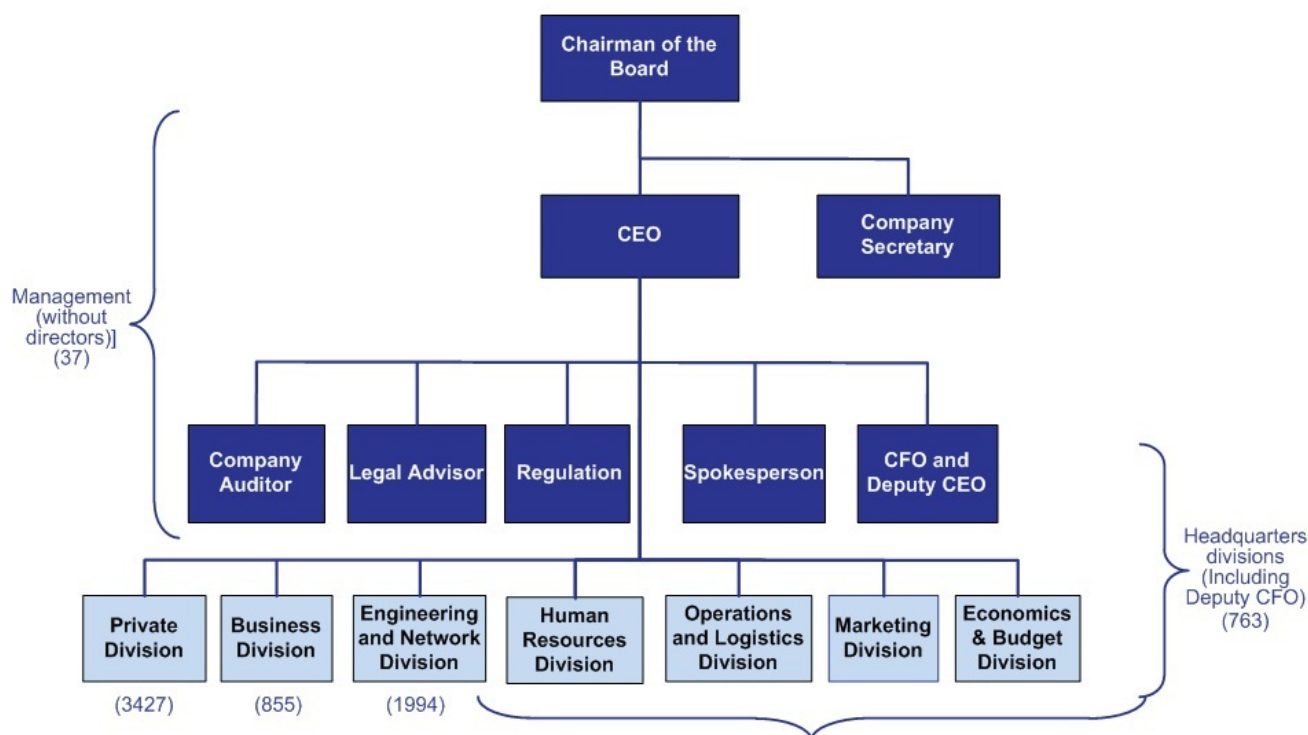 Chairman of the
Board
CEO
Company
Secretary
Management
(without
directors)]
(37)
Company
Auditor
Legal Advisor
Regulation
Spokesperson
CFO and
Deputy CEO
Headquarters
divisions
(Including
Deputy CFO)
(763)
Private
Division
Business
Division
Engineering
and Network
Division
Human
Resources
Division
Operations
and Logistics
Division
Marketing
Division
Economics
& Budget
Division
(3427)
(855)
(1994)